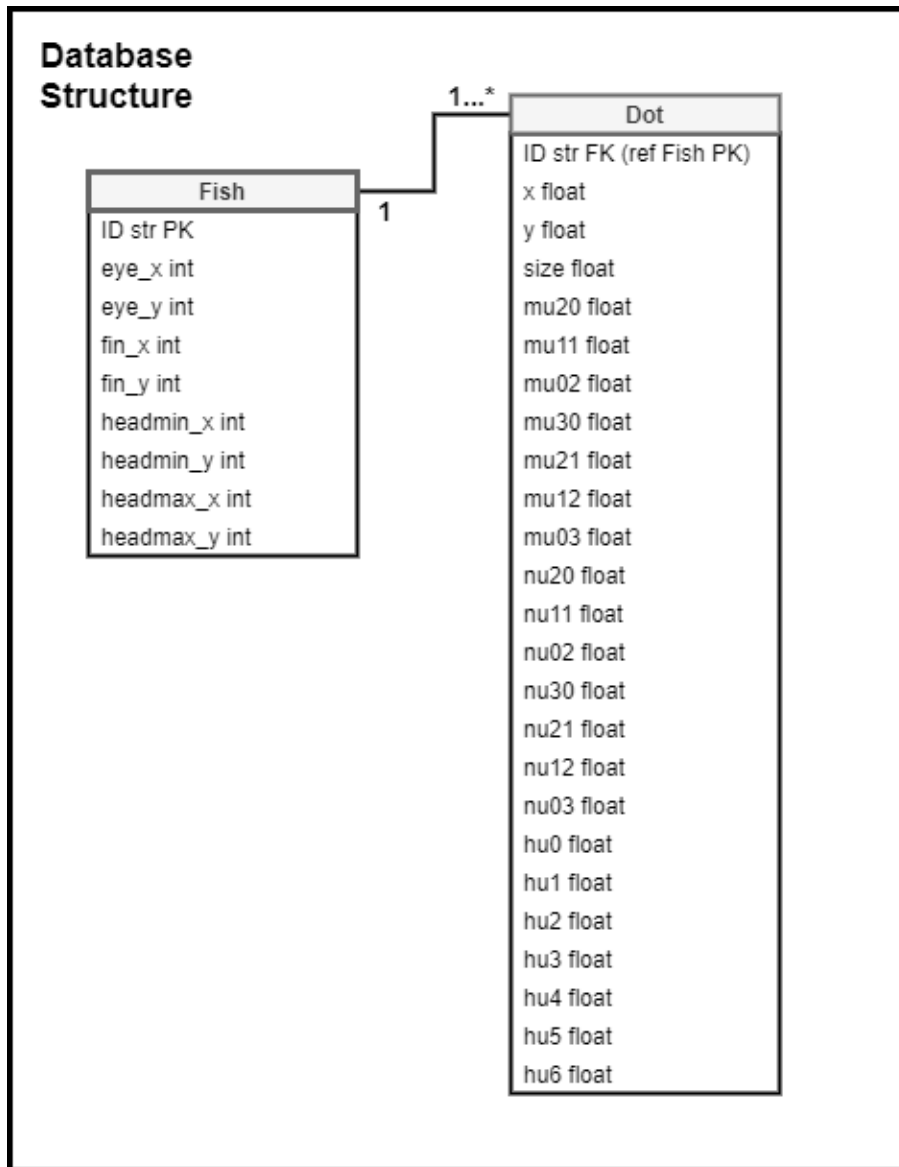 Database
Structure
Fish
ID str PK
eye_x int
eye_y int
fin_x int
fin_y int
headmin_x int
headmin_y int
headmax_x int
headmax_y int
1
1...*
Dot
ID str FK (ref Fish PK)
x float
y float
size float
mu20 float
mu11 float
mu02 float
mu30 float
mu21 float
mu12 float
mu03 float
nu20 float
nu11 float
nu02 float
nu30 float
nu21 float
nu12 float
nu03 float
hu0 float
hu1 float
hu2 float
hu3 float
hu4 float
hu5 float
hu6 float